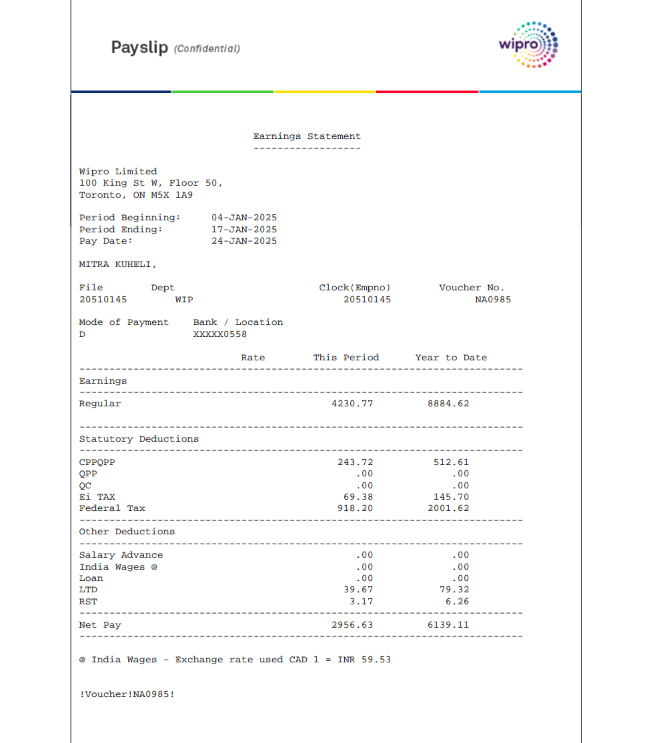 Payslip (Confidential)
wipro
Earnings Statement
------------------
Wipro Limited
100 King St W, Floor 50,
Toronto, ON M5X 1A9
Period Beginning: 04-JAN-2025
Period Ending: 17-JAN-2025
Pay Date: 24-JAN-2025
MITRA KUHELI,
File Dept Clock(Empno) Voucher No.
20510145 WIP 20510145 NA0985
Mode of Payment Bank / Location
D XXXXX0558
Rate This Period Year to Date
Earnings
Regular 4230.77 8884.62
Statutory Deductions
CPPQPP 243.72 512.61
QPP .00 .00
QC .00 .00
Ei TAX 69.38 145.70
Federal Tax 918.20 2001.62
Other Deductions
Salary Advance .00 .00
India Wages @ .00 .00
Loan .00 .00
LTD 39.67 79.32
RST 3.17 6.26
Net Pay 2956.63 6139.11
@ India Wages - Exchange rate used CAD 1 = INR 59.53
!Voucher!NA0985!